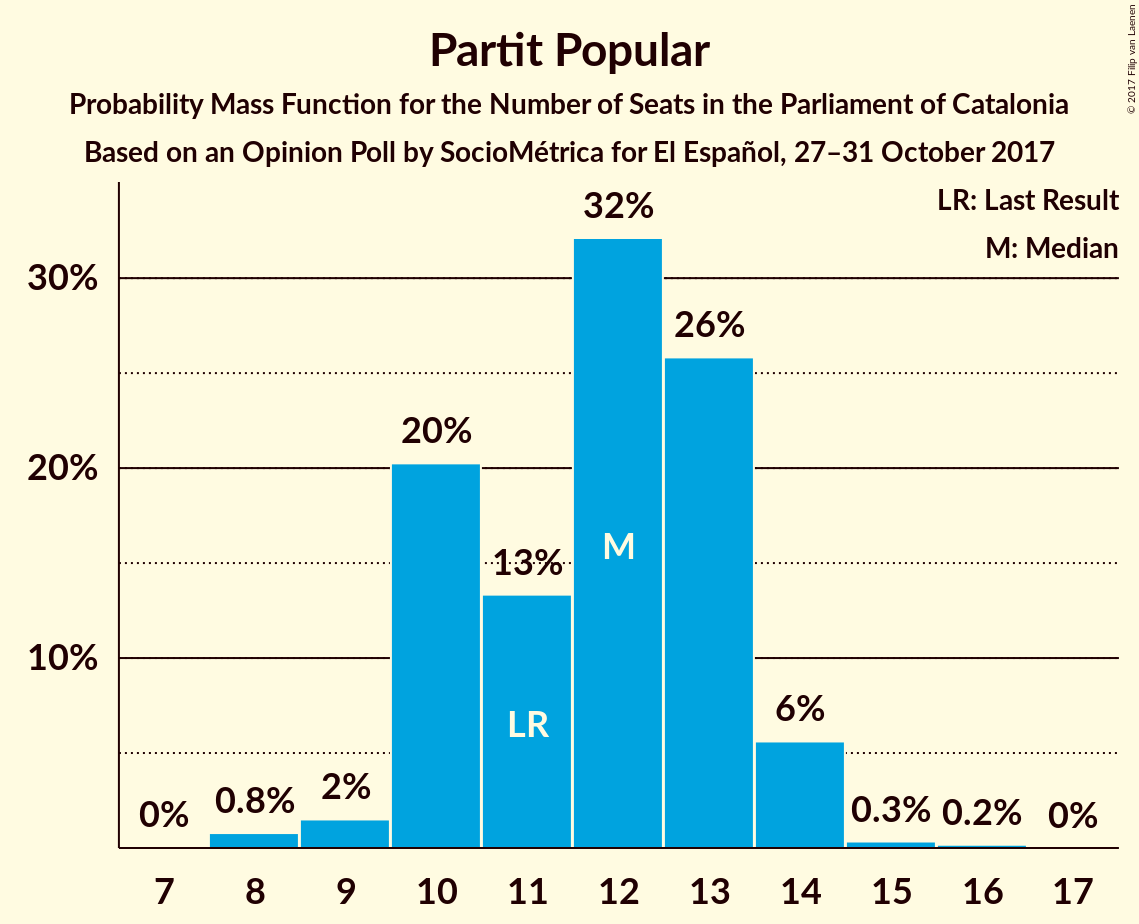 Partit Popular
Probability Mass Function for the Number of Seats in the Parliament of Catalonia
Based on an Opinion Poll by SocioMétrica for El Español, 27–31 October 2017
© 2017 Filip van Laenen
LR: Last Result
M: Median
30%
20%
10%
0%
0.8%
2%
20%
13%
32%
26%
6%
0.3%
0.2%
0%
LR
M
7 8 9 10 11 12 13 14 15 16 17